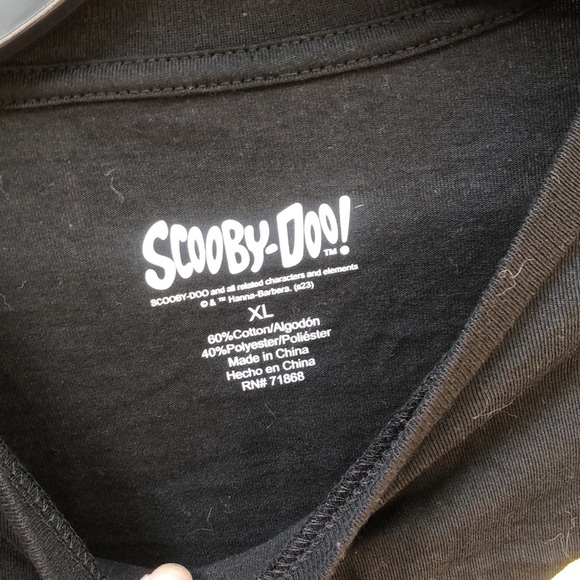 SCOOBY-DOO! ™
SCOOBY-DOO and all related characters and elements
© & ™ Hanna-Barbera. (s23)
XL
60%Cotton/Algodón
40%Polyester/Poliéster
Made in China
Hecho en China
RN# 71868